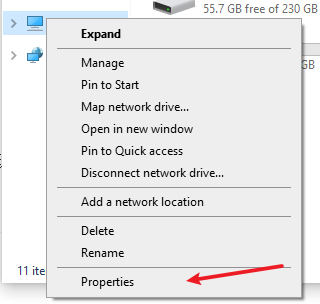 55.7 GB free of 230 GB
Expand
Manage
Pin to Start
Map network drive...
Open in new window
Pin to Quick access
Disconnect network drive...
Add a network location
Delete
Rename
Properties
11 ite
GB